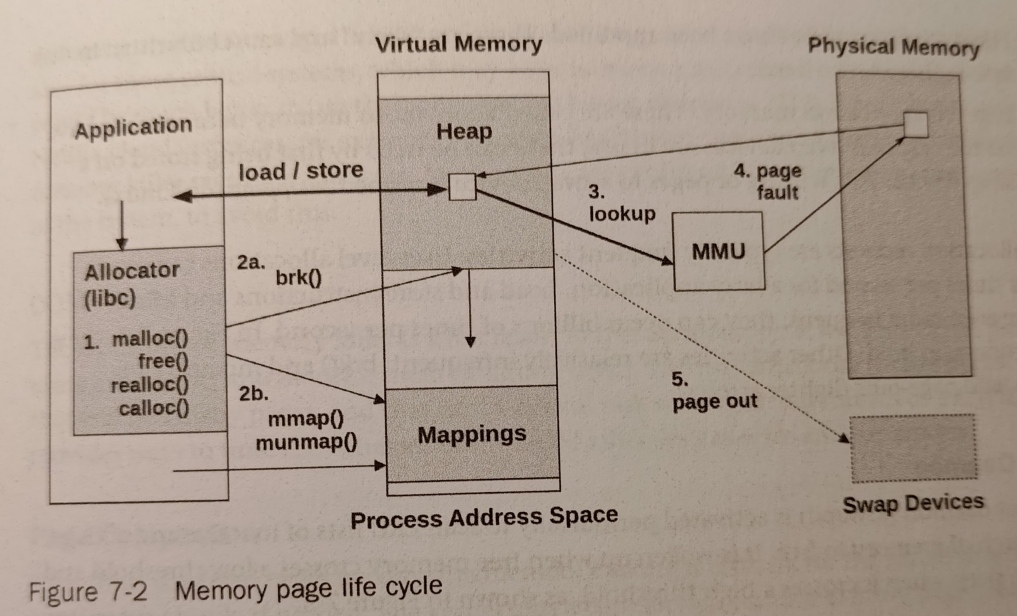 Virtual Memory
Physical Memory
Application
Heap
load / store
3.
lookup
4. page
fault
MMU
Allocator
(libc)
2a.
brk()
1. malloc()
free()
realloc()
calloc()
2b.
mmap()
munmap()
Mappings
5.
page out
Process Address Space
Swap Devices
Figure 7-2 Memory page life cycle